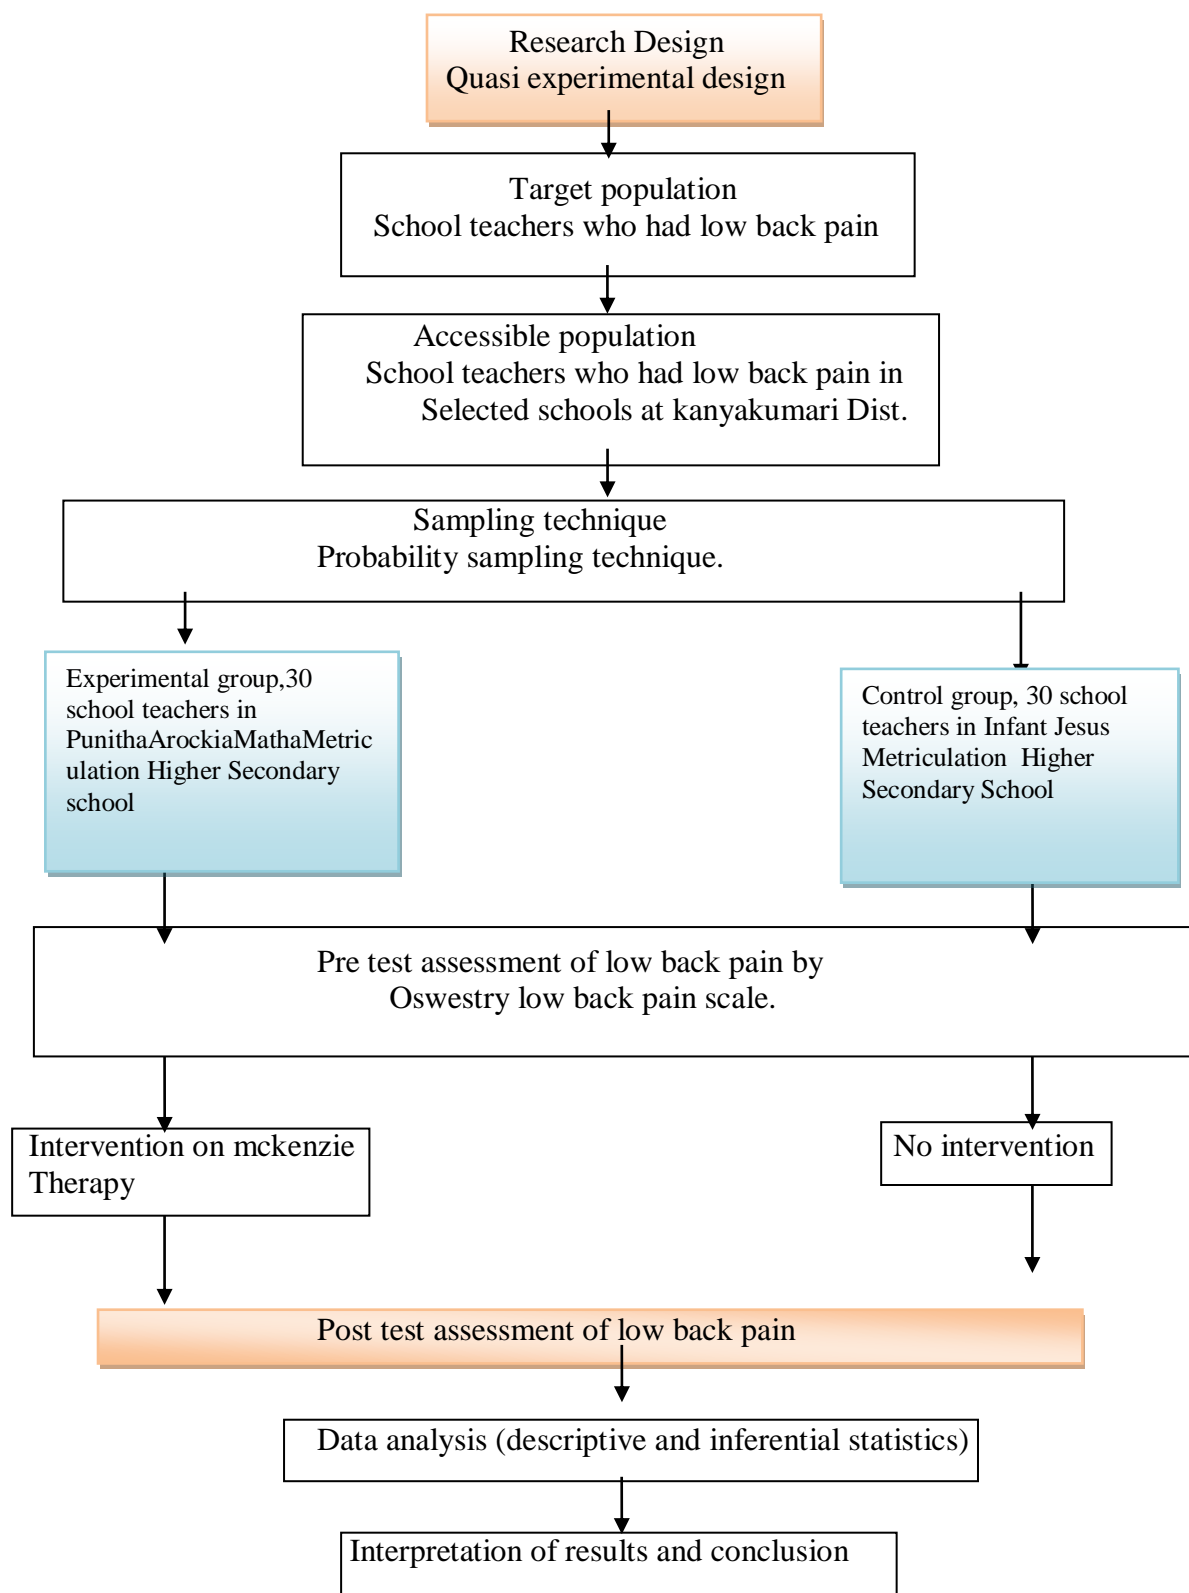 Research Design
Quasi experimental design
Target population
School teachers who had low back pain
Accessible population
School teachers who had low back pain in
Selected schools at kanyakumari Dist.
Sampling technique
Probability sampling technique.
Experimental group,30
school teachers in
PunithaArockiaMathaMetric
ulation Higher Secondary
school
Control group, 30 school
teachers in Infant Jesus
Metriculation Higher
Secondary School
Pre test assessment of low back pain by
Oswestry low back pain scale.
Intervention on mckenzie
Therapy
No intervention
Post test assessment of low back pain
Data analysis (descriptive and inferential statistics)
Interpretation of results and conclusion